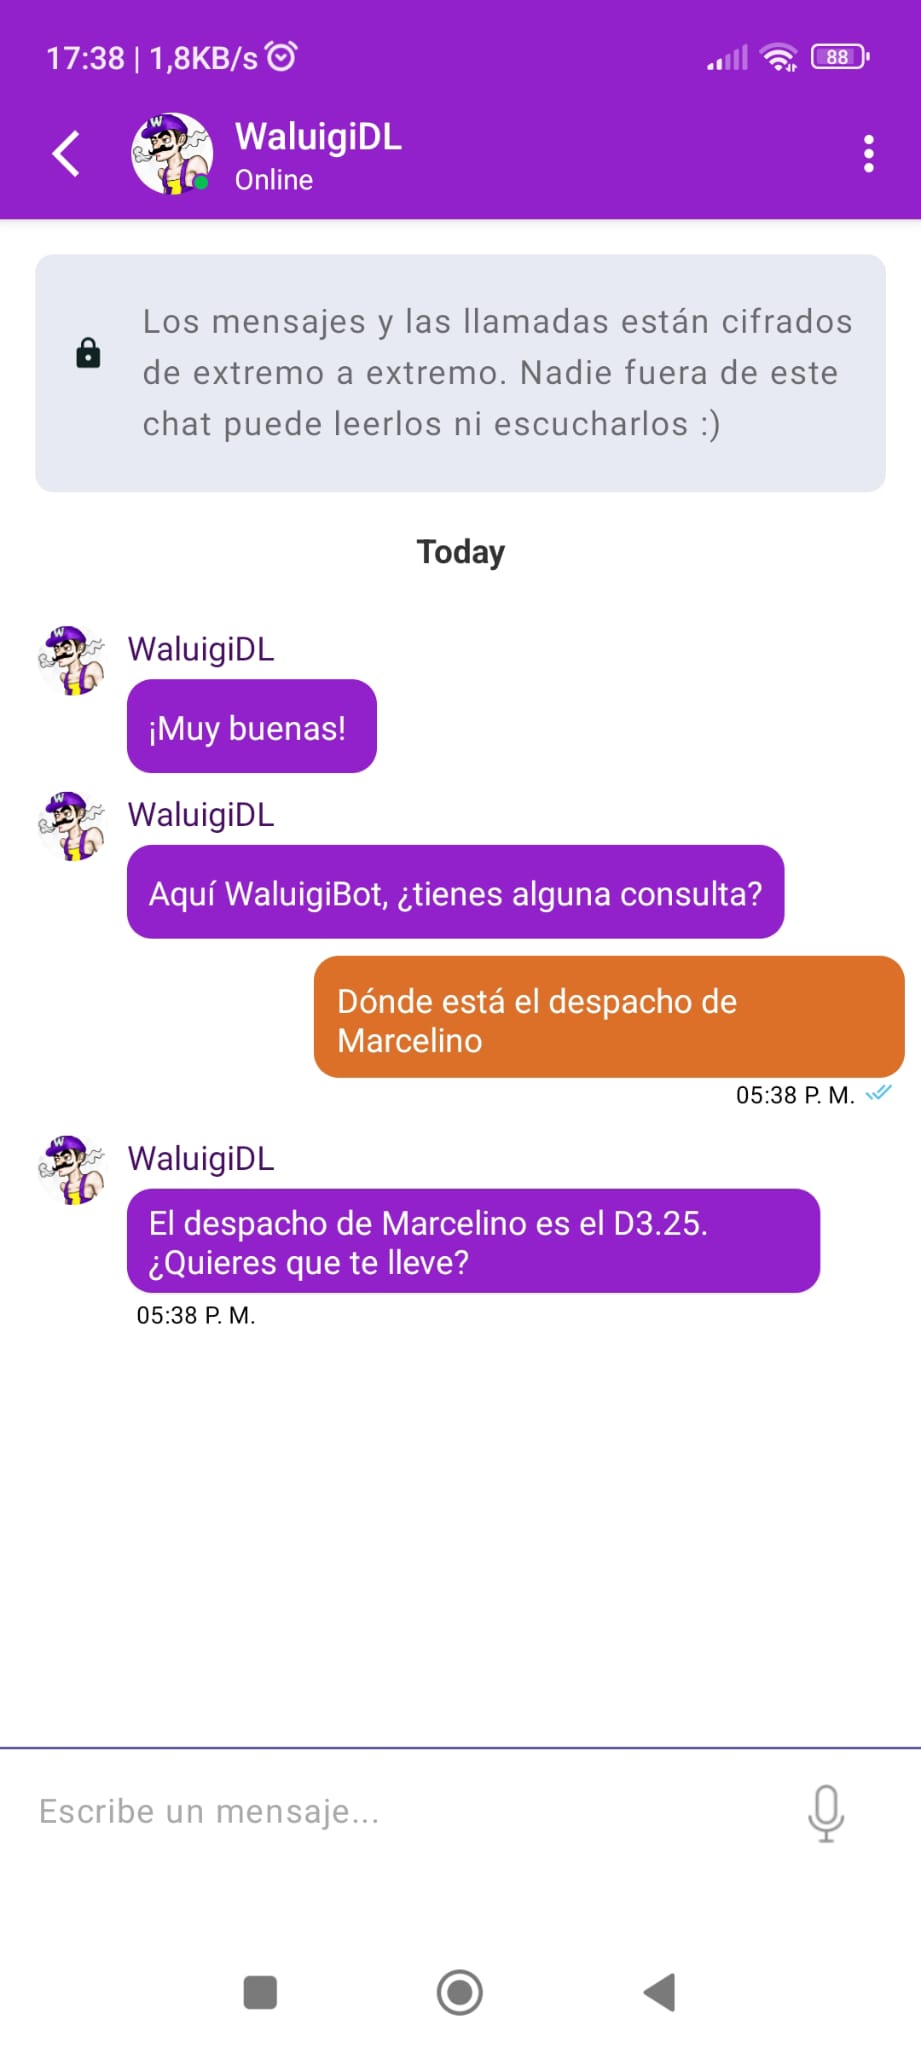 17:38 | 1,8KB/s
88
WaluigiDL
Online
Los mensajes y las llamadas están cifrados
de extremo a extremo. Nadie fuera de este
chat puede leerlos ni escucharlos :)
Today
WaluigiDL
¡Muy buenas!
WaluigiDL
Aquí WaluigiBot, ¿tienes alguna consulta?
Dónde está el despacho de
Marcelino
05:38 P. M.
WaluigiDL
El despacho de Marcelino es el D3.25.
¿Quieres que te lleve?
05:38 P. M.
Escribe un mensaje...